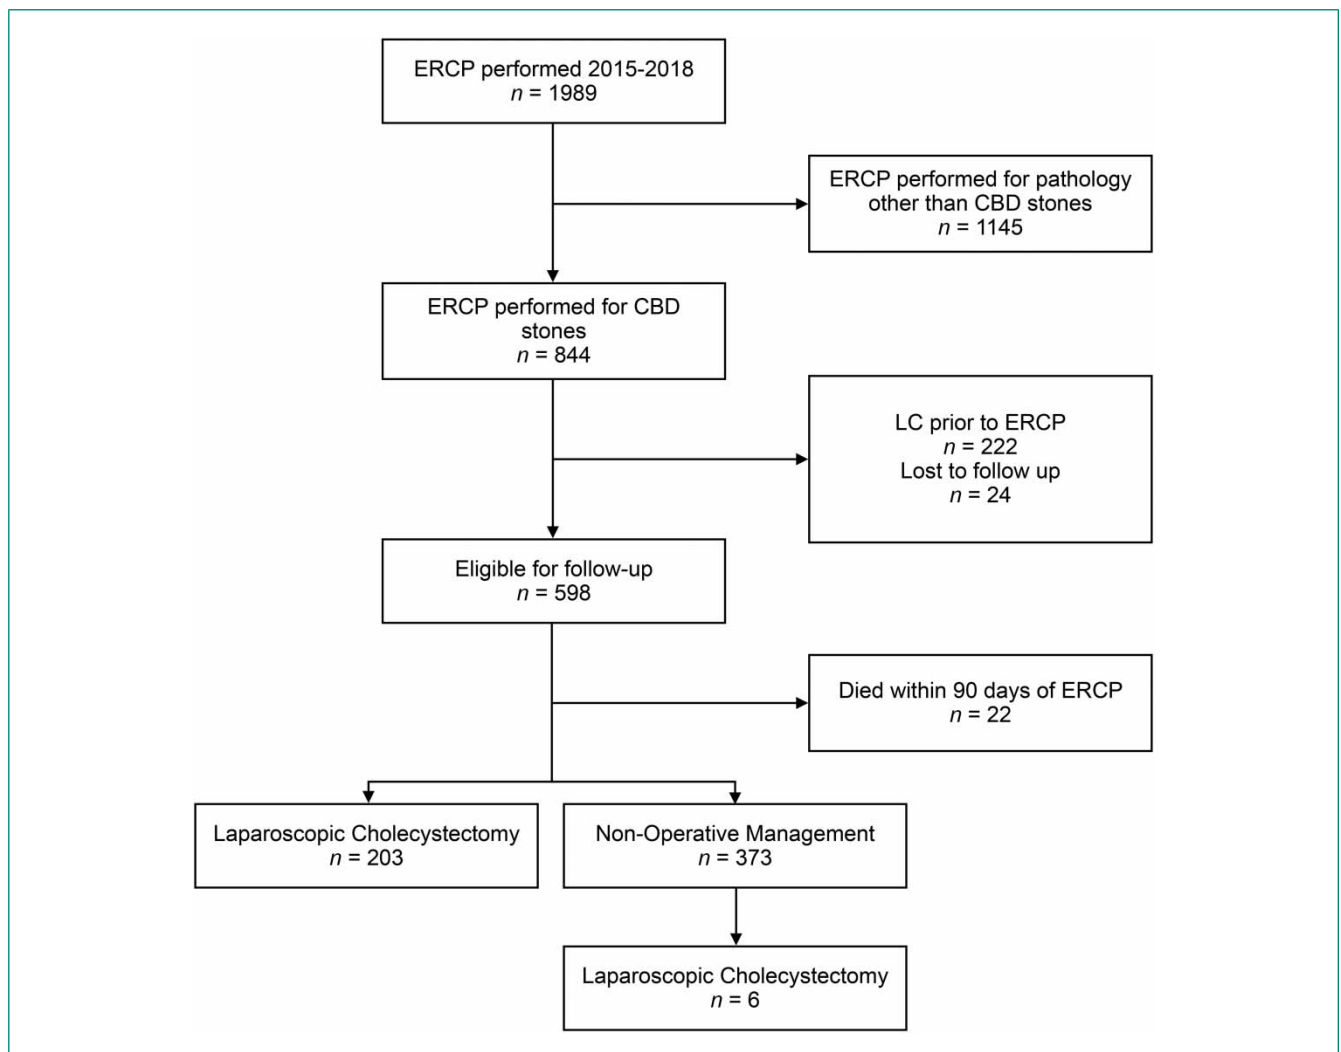 ERCP performed 2015-2018
n = 1989
ERCP performed for pathology
other than CBD stones
n = 1145
ERCP performed for CBD
stones
n = 844
LC prior to ERCP
n = 222
Lost to follow up
n = 24
Eligible for follow-up
n = 598
Died within 90 days of ERCP
n = 22
Laparoscopic Cholecystectomy
n = 203
Non-Operative Management
n = 373
Laparoscopic Cholecystectomy
n = 6